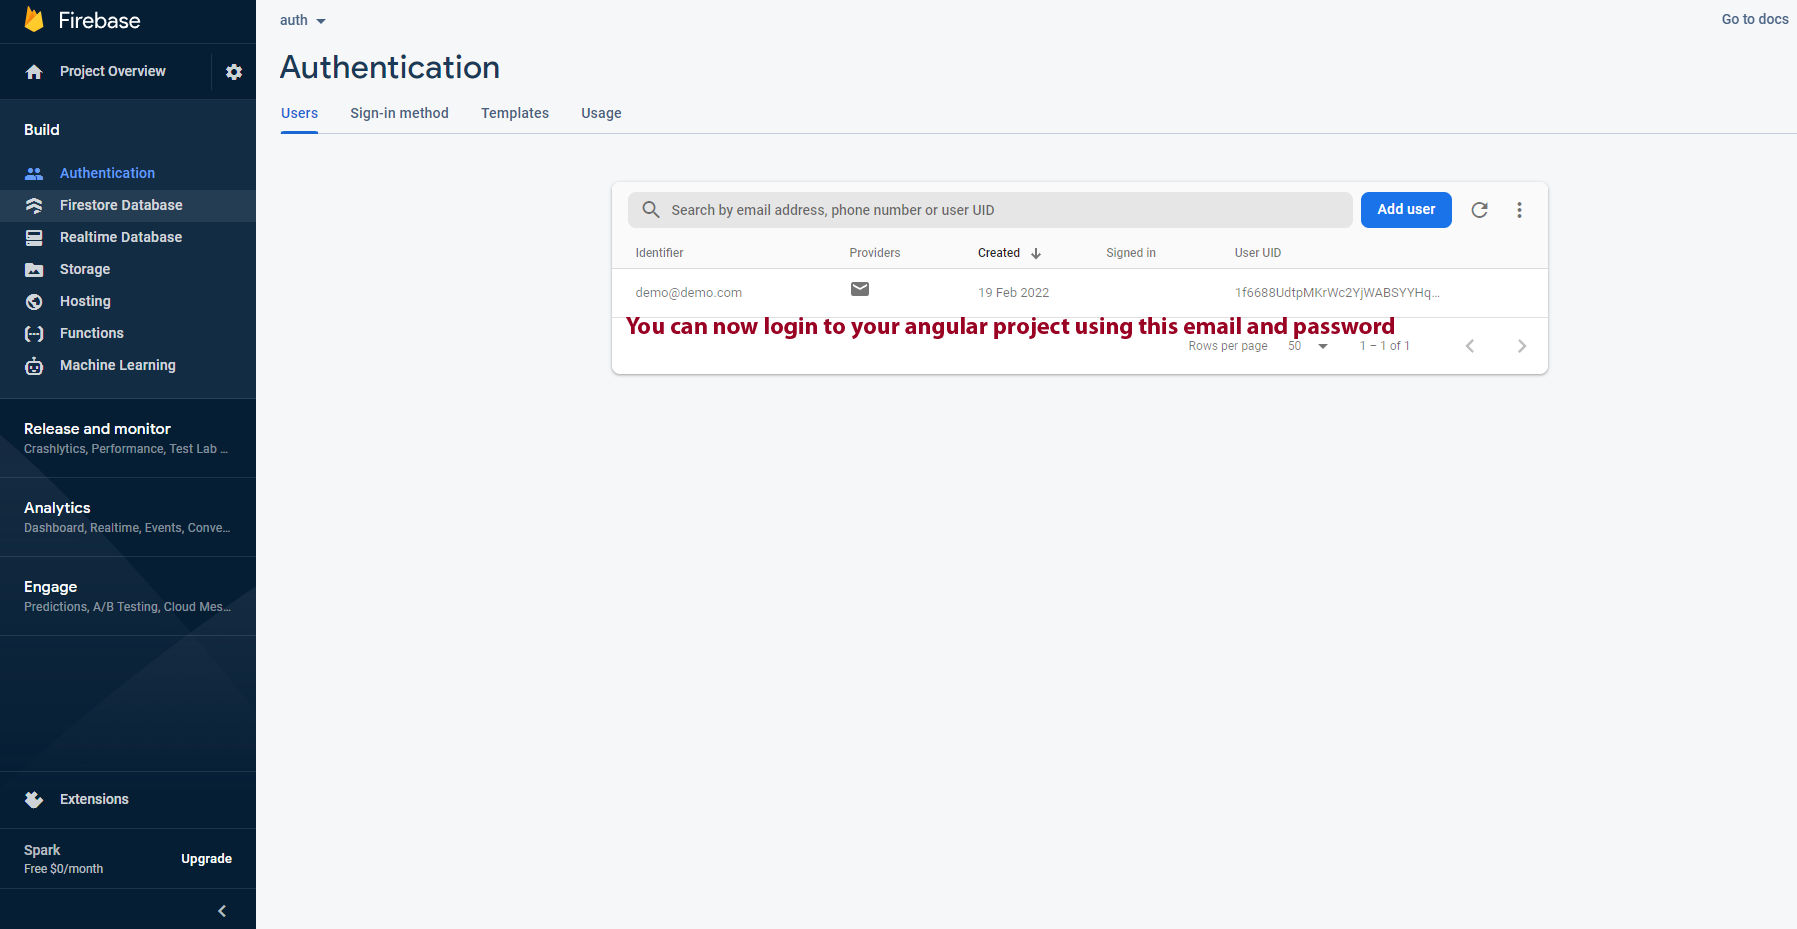 Firebase
Project Overview
Build
Authentication
Firestore Database
Realtime Database
Storage
Hosting
Functions
Machine Learning
Release and monitor
Crashlytics, Performance, Test Lab ...
Analytics
Dashboard, Realtime, Events, Conve...
Engage
Predictions, A/B Testing, Cloud Mes...
Extensions
Spark
Free $0/month
Upgrade
auth
Go to docs
Authentication
Users Sign-in method Templates Usage
Search by email address, phone number or user UID
Add user
Identifier Providers Created Signed in User UID
demo@demo.com 19 Feb 2022 1f6688UdtpMKrWc2YjWABSYYHq...
You can now login to your angular project using this email and password
Rows per page 50 1 – 1 of 1